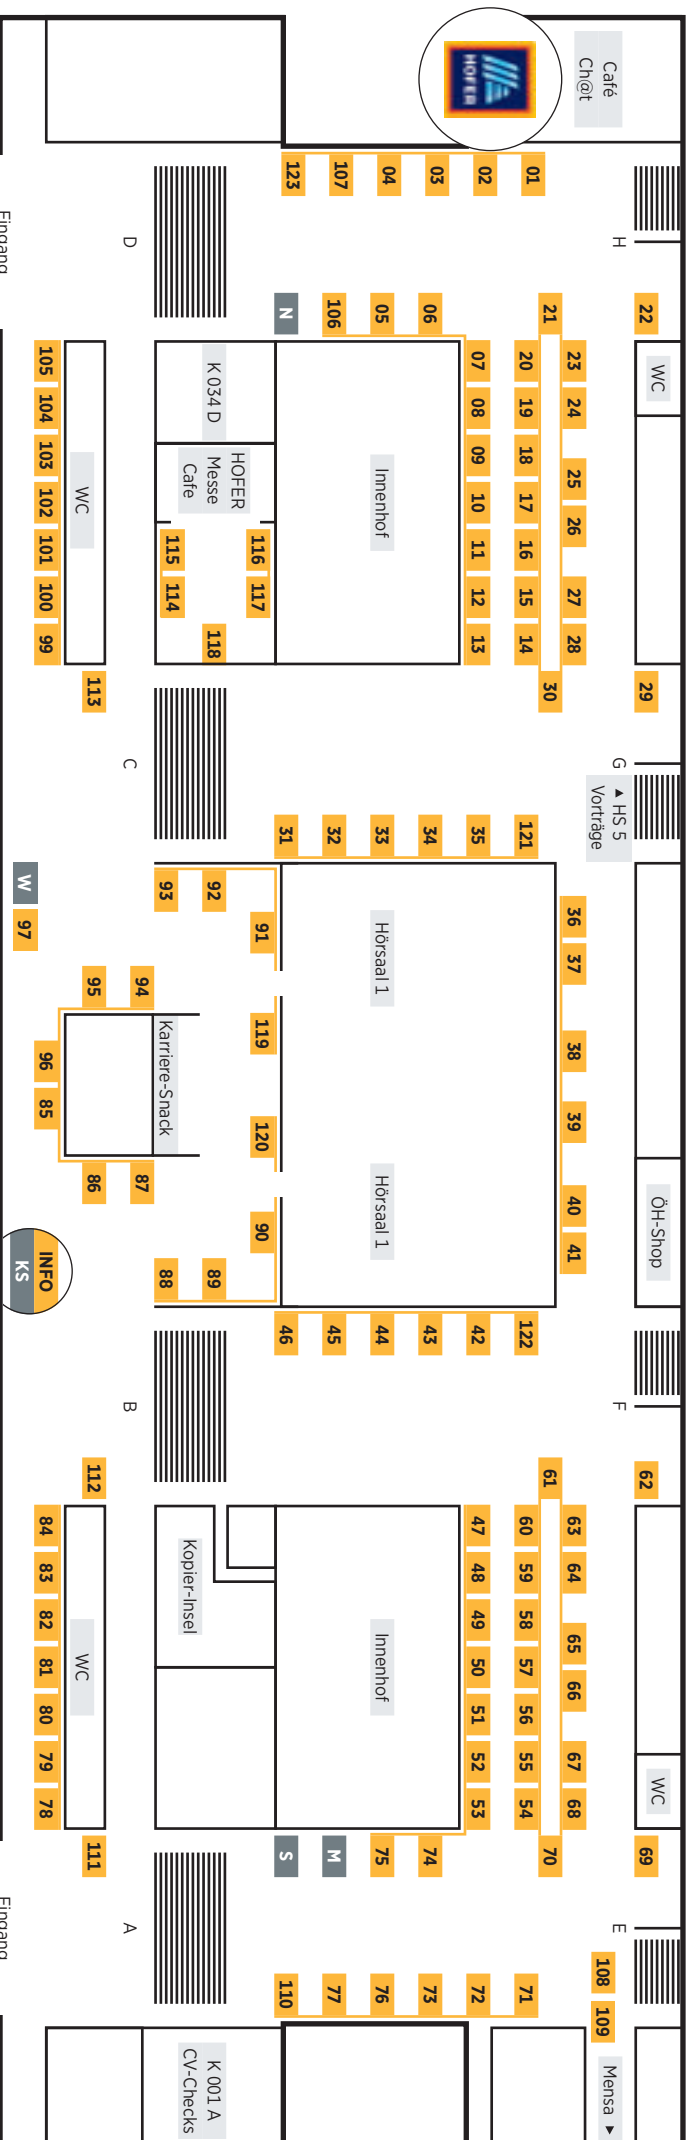 WC
ÖH-Shop
WC
22 29 62 69
H G F E
Café
Ch@t
▲ HS 5
Vorträge
Mensa ►
108 109
23 24 25 26 27 28 36 37 38 39 40 41 63 64 65 66 67 68
21 30 61 70
01 20 19 18 17 16 15 14 121 122 60 59 58 57 56 55 54 71
HOFER
02 07 08 09 10 11 12 13 35 42 47 48 49 50 51 52 53 72
03 06 34 43 74 73
04 05 Innenhof 33 Hörsaal 1 Hörsaal 1 44 Innenhof 75 76
107 106 32 45 M 77
123 N 31 46 S 110
116 117 91 119 120 90
K 034 D
HOFER
Messe
Cafe
118 92 89
Kopier-Insel
K 001 A
CV-Checks
115 114 93 88
Karriere-Snack
94 87
D C B A
113 95 86 112 111
WC
WC
105 104 103 102 101 100 99 96 85 84 83 82 81 80 79 78
INFO
KS
W 97
Eingang
Eingang